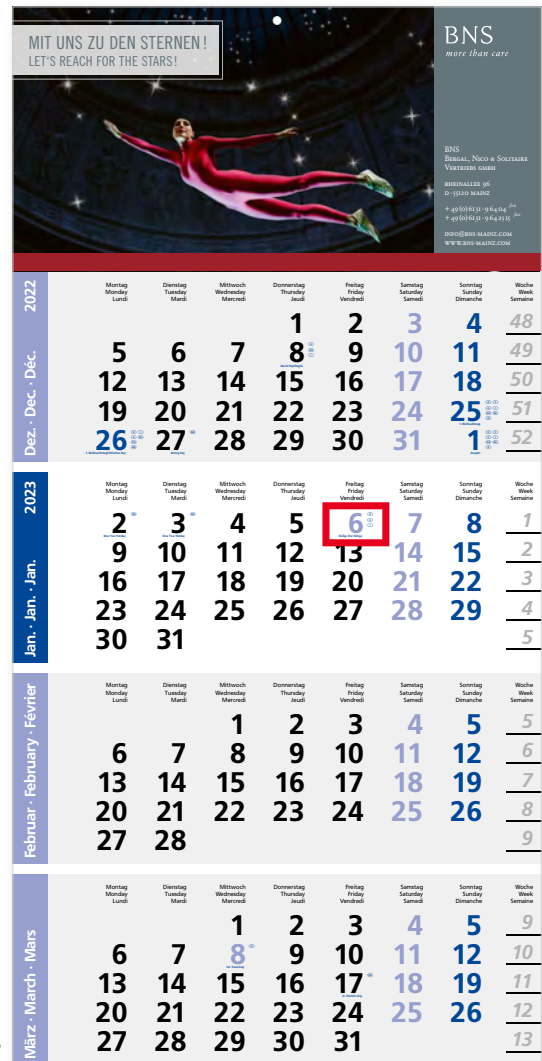 MIT UNS ZU DEN STERNEN!
LET'S REACH FOR THE STARS!
BNS
more than care
BNS
Bergal, Nico & Solitaire
Vertriebs GmbH
Rheinallee 96
D-55120 Mainz
+49(0)6131-96404 fon
+49(0)6131-9642515 fax
info@bns-mainz.com
www.bns-mainz.com
Dez. · Dec. · Déc. 2022
Montag Dienstag Mittwoch Donnerstag Freitag Samstag Sonntag Woche
Monday Tuesday Wednesday Thursday Friday Saturday Sunday Week
Lundi Mardi Mercredi Jeudi Vendredi Samedi Dimanche Semaine
1 2 3 4 48
5 6 7 8 9 10 11 49
12 13 14 15 16 17 18 50
19 20 21 22 23 24 25 51
26 27 28 29 30 31 1 52
Jan. · Jan. · Jan. 2023
Montag Dienstag Mittwoch Donnerstag Freitag Samstag Sonntag Woche
Monday Tuesday Wednesday Thursday Friday Saturday Sunday Week
Lundi Mardi Mercredi Jeudi Vendredi Samedi Dimanche Semaine
2 3 4 5 6 7 8 1
9 10 11 12 13 14 15 2
16 17 18 19 20 21 22 3
23 24 25 26 27 28 29 4
30 31 5
Februar · February · Février
Montag Dienstag Mittwoch Donnerstag Freitag Samstag Sonntag Woche
Monday Tuesday Wednesday Thursday Friday Saturday Sunday Week
Lundi Mardi Mercredi Jeudi Vendredi Samedi Dimanche Semaine
1 2 3 4 5 5
6 7 8 9 10 11 12 6
13 14 15 16 17 18 19 7
20 21 22 23 24 25 26 8
27 28 9
März · March · Mars
Montag Dienstag Mittwoch Donnerstag Freitag Samstag Sonntag Woche
Monday Tuesday Wednesday Thursday Friday Saturday Sunday Week
Lundi Mardi Mercredi Jeudi Vendredi Samedi Dimanche Semaine
1 2 3 4 5 9
6 7 8 9 10 11 12 10
13 14 15 16 17 18 19 11
20 21 22 23 24 25 26 12
27 28 29 30 31 13